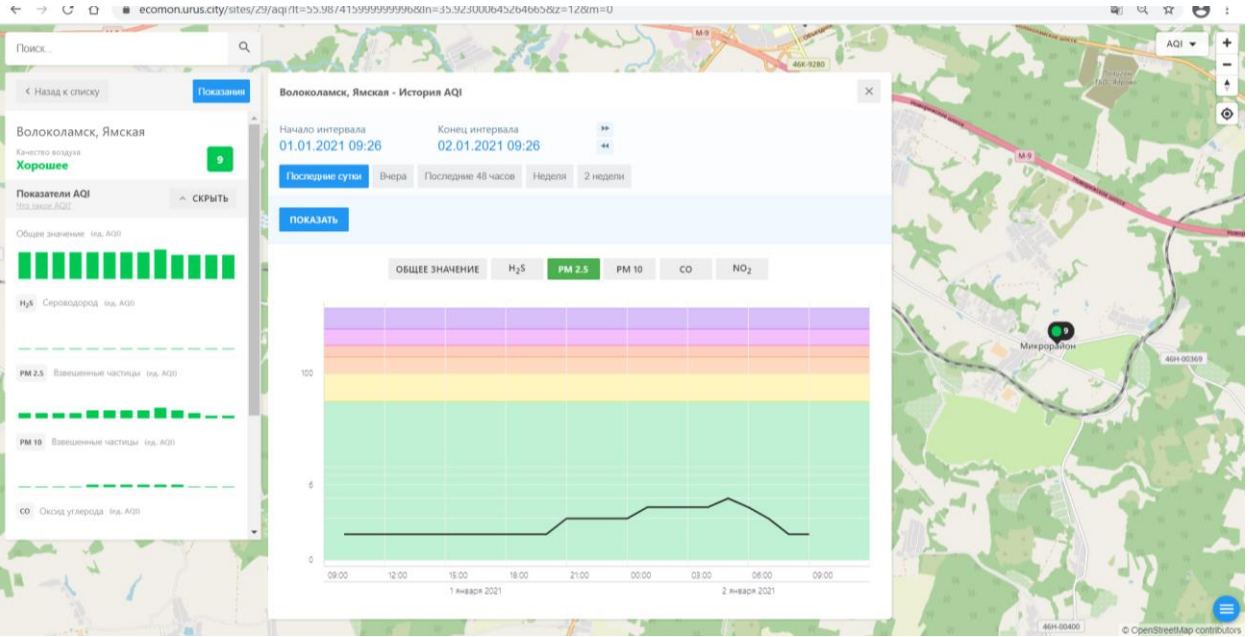 ecomon.urus.city/sites/29/aqi?lt=55.987415999999996&ln=35.923000645264665&z=12&m=0
Поиск...
AQI
M-9
46К-9280
Назад к списку
Показания
Волоколамск, Ямская - История AQI
Волоколамск, Ямская
Качество воздуха
Хорошее
9
Начало интервала
Конец интервала
01.01.2021 09:26
02.01.2021 09:26
Последние сутки
Вчера
Последние 48 часов
Неделя
2 недели
Показатели AQI
Что такое AQI?
СКРЫТЬ
ПОКАЗАТЬ
Общее значение (ед. AQI)
ОБЩЕЕ ЗНАЧЕНИЕ
H₂S
PM 2.5
PM 10
CO
NO₂
H₂S Сероводород (ед. AQI)
PM 2.5 Взвешенные частицы (ед. AQI)
PM 10 Взвешенные частицы (ед. AQI)
CO Оксид углерода (ед. AQI)
100
6
0
09:00
12:00
15:00
18:00
21:00
00:00
03:00
06:00
09:00
1 января 2021
2 января 2021
M-9
Новорижское шоссе
9
Микрорайон
46Н-00369
46Н-00400
© OpenStreetMap contributors